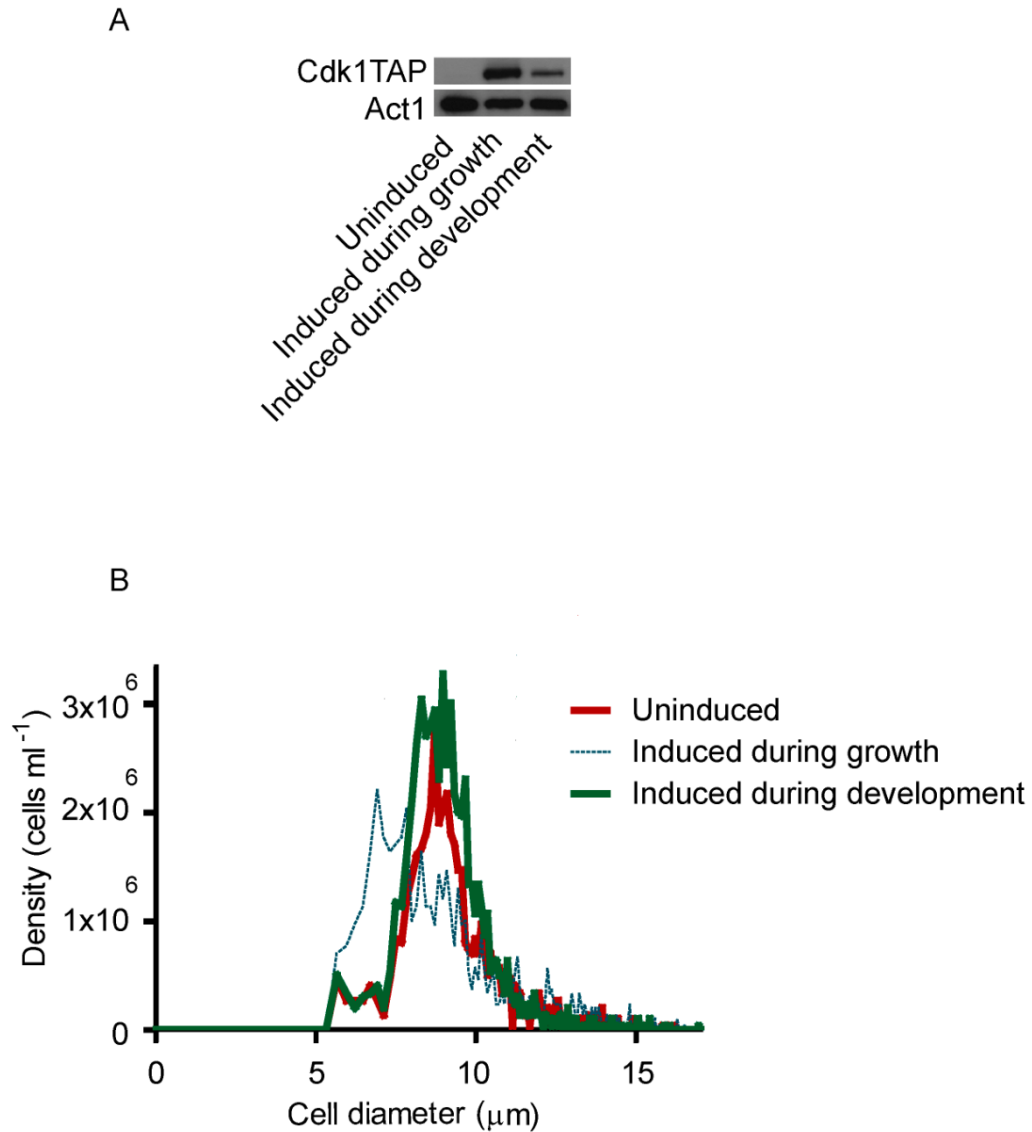 A
Cdk1TAP
Act1
Uninduced
Induced during growth
Induced during development
B
3x10 6
2x10 6
1x10 6
0
Density (cells ml-1)
Uninduced
Induced during growth
Induced during development
0 5 10 15
Cell diameter (μm)